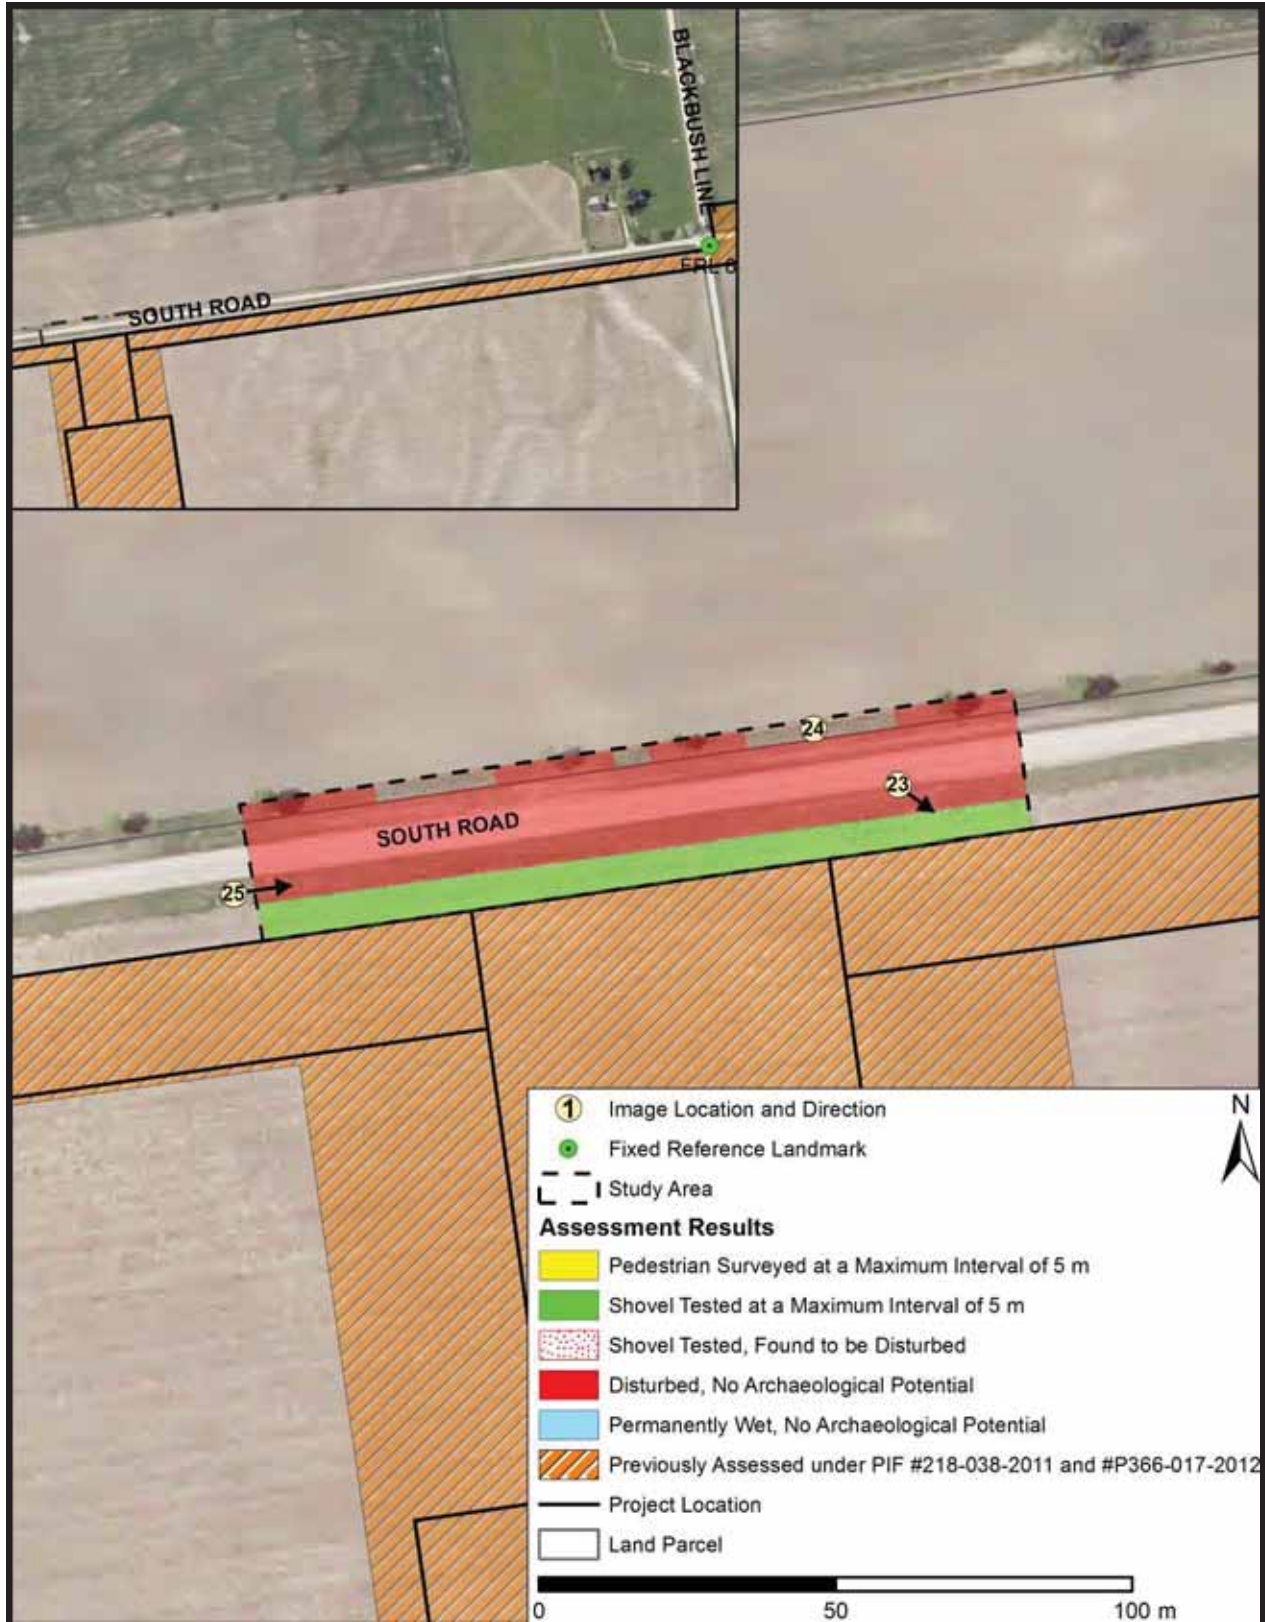 BLACKBUSH LINE
FRL 6
SOUTH ROAD
24
23
SOUTH ROAD
25
N
1 Image Location and Direction
Fixed Reference Landmark
Study Area
Assessment Results
Pedestrian Surveyed at a Maximum Interval of 5 m
Shovel Tested at a Maximum Interval of 5 m
Shovel Tested, Found to be Disturbed
Disturbed, No Archaeological Potential
Permanently Wet, No Archaeological Potential
Previously Assessed under PIF #218-038-2011 and #P366-017-2012
Project Location
Land Parcel
0 50 100 m